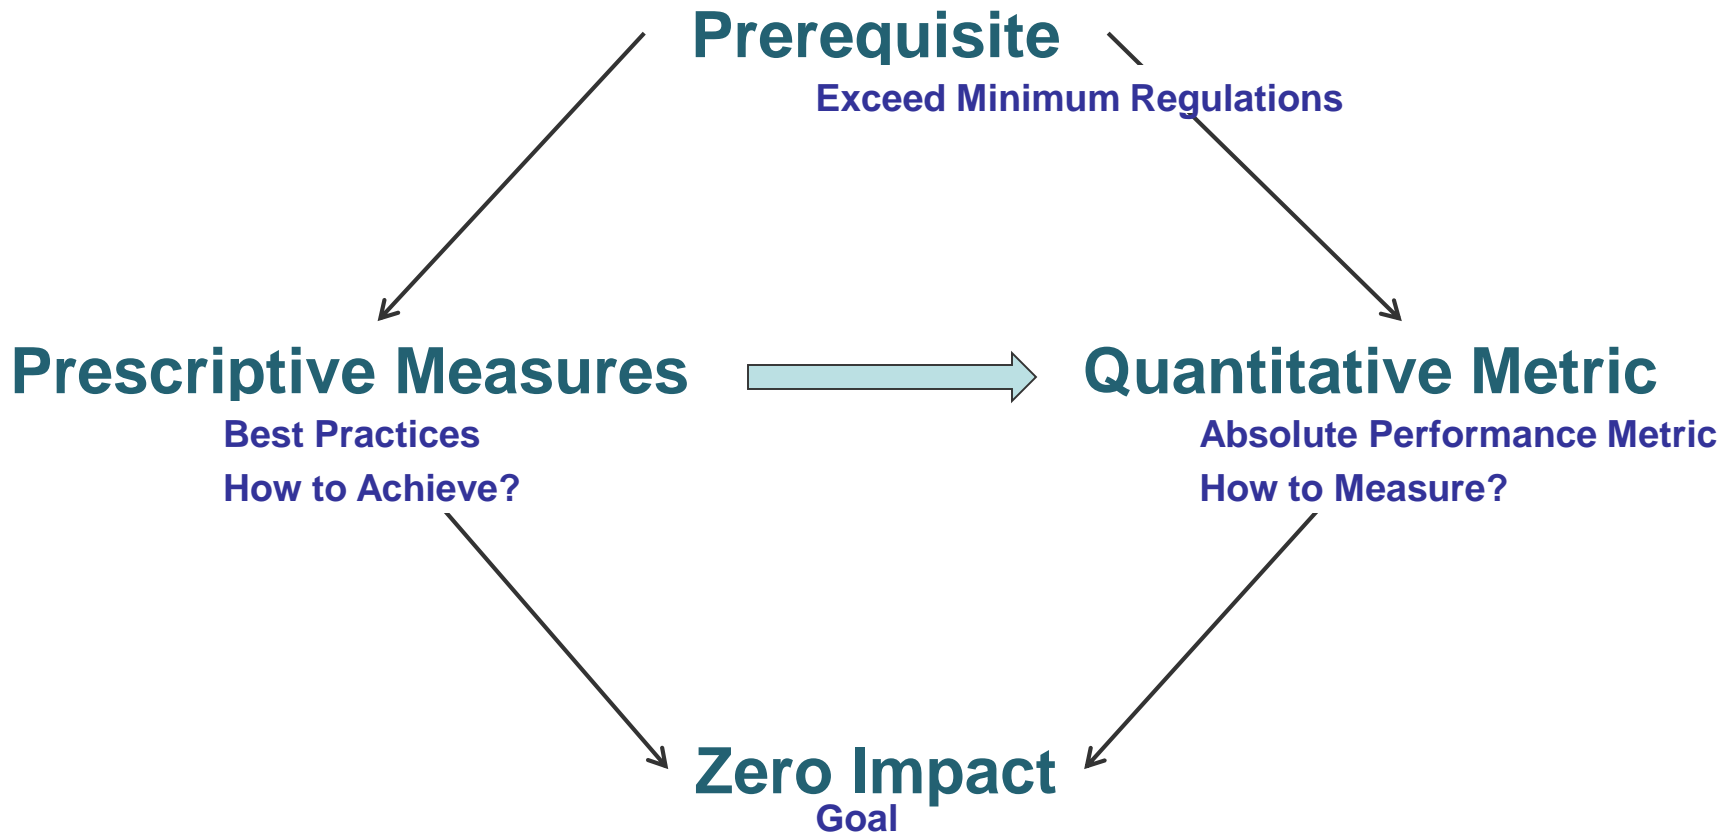 Prerequisite
Exceed Minimum Regulations
Prescriptive Measures
Best Practices
How to Achieve?
Quantitative Metric
Absolute Performance Metric
How to Measure?
Zero Impact
Goal